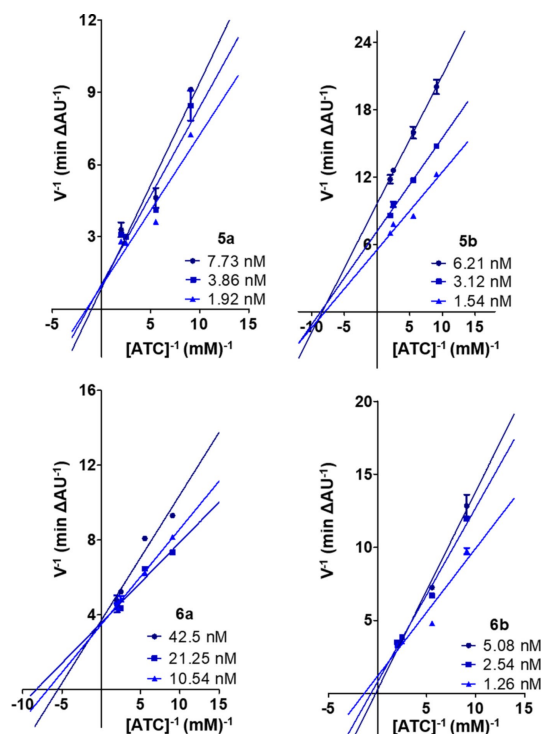 V⁻¹ (min ΔAU⁻¹)
12
9
6
3
-5
5
10
15
[ATC]⁻¹ (mM)⁻¹
5a
7.73 nM
3.86 nM
1.92 nM
V⁻¹ (min ΔAU⁻¹)
24
18
12
6
-10
-5
5
10
15
[ATC]⁻¹ (mM)⁻¹
5b
6.21 nM
3.12 nM
1.54 nM
V⁻¹ (min ΔAU⁻¹)
16
12
8
4
-10
-5
5
10
15
[ATC]⁻¹ (mM)⁻¹
6a
42.5 nM
21.25 nM
10.54 nM
V⁻¹ (min ΔAU⁻¹)
20
15
10
5
-5
5
10
15
[ATC]⁻¹ (mM)⁻¹
6b
5.08 nM
2.54 nM
1.26 nM